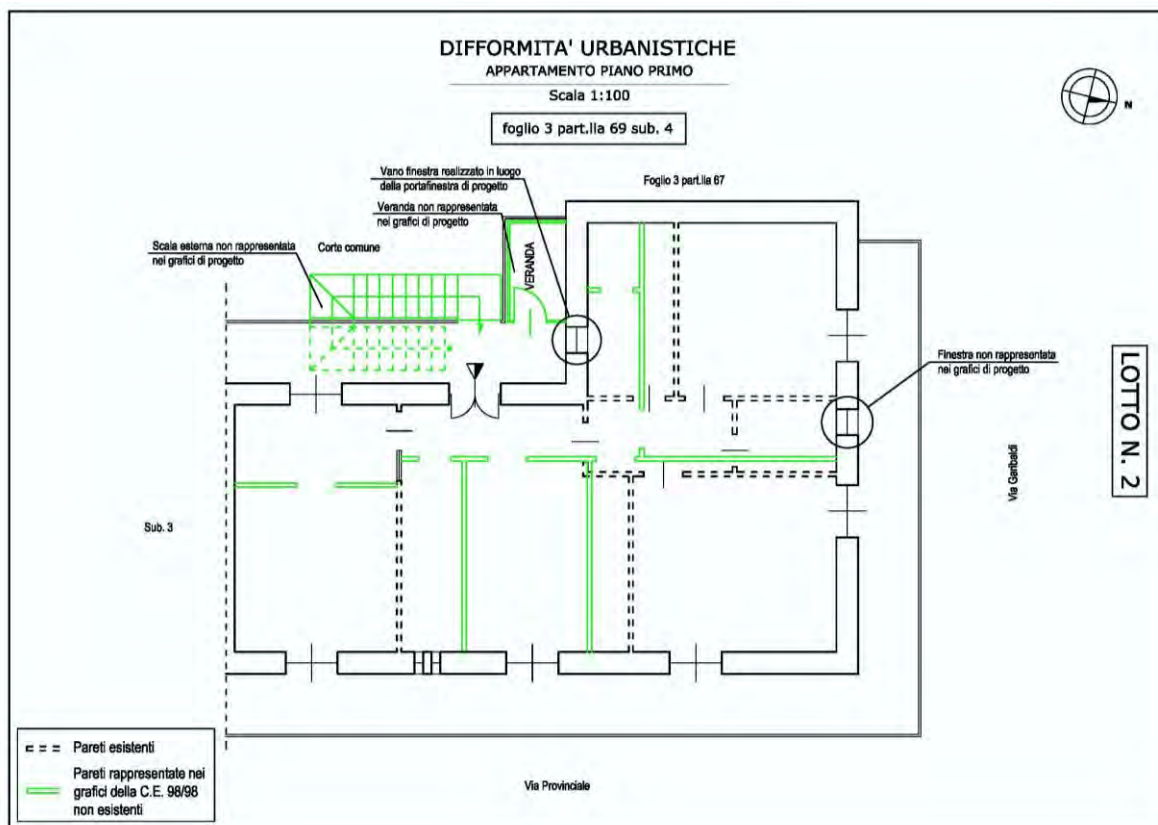 DIFFORMITA' URBANISTICHE
APPARTAMENTO PIANO PRIMO
Scala 1:100
foglio 3 part.lla 69 sub. 4
N
Vano finestra realizzato in luogo
della portafinestra di progetto
Foglio 3 part.lla 67
Veranda non rappresentata
nei grafici di progetto
Scala esterna non rappresentata
nei grafici di progetto
Corte comune
VERANDA
Finestra non rappresentata
nei grafici di progetto
LOTTO N. 2
Via Garibaldi
Sub. 3
Pareti esistenti
Pareti rappresentate nei
grafici della C.E. 98/98
non esistenti
Via Provinciale